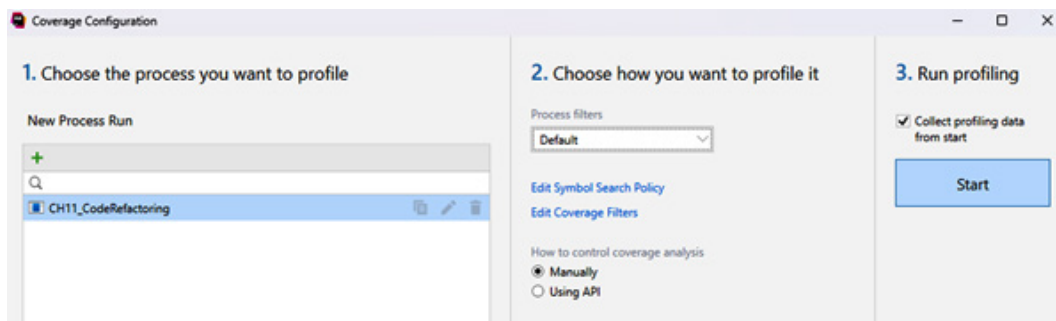 Coverage Configuration
1. Choose the process you want to profile
New Process Run
CH11_CodeRefactoring
2. Choose how you want to profile it
Process filters
Default
Edit Symbol Search Policy
Edit Coverage Filters
How to control coverage analysis
Manually
Using API
3. Run profiling
Collect profiling data
from start
Start